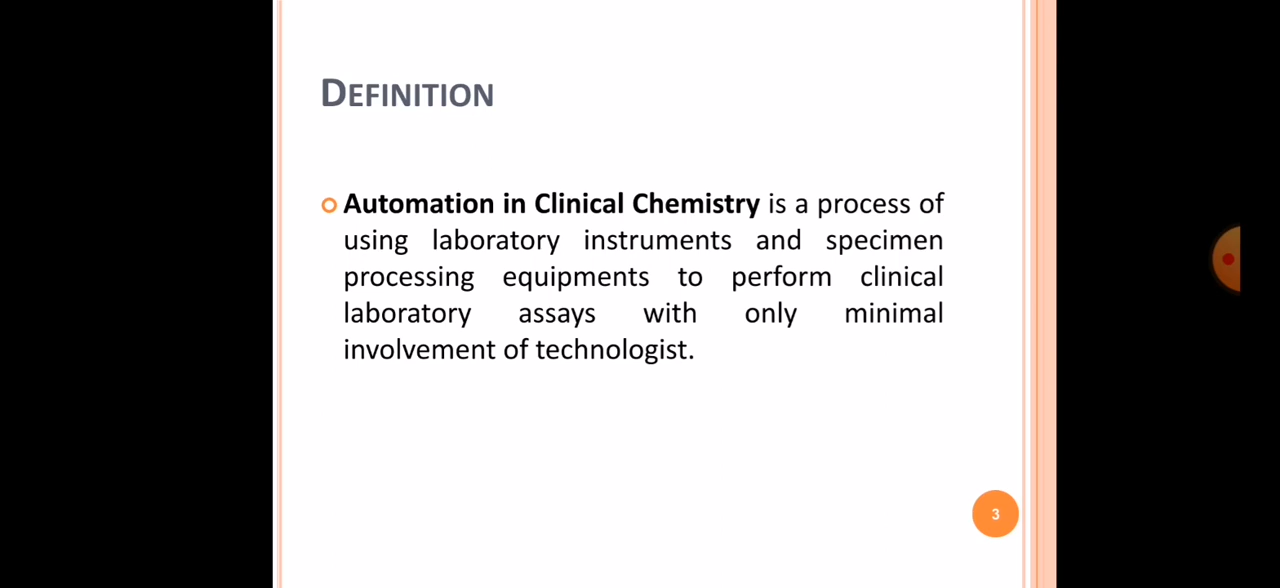 DEFINITION
Automation in Clinical Chemistry is a process of
using laboratory instruments and specimen
processing equipments to perform clinical
laboratory assays with only minimal
involvement of technologist.
3